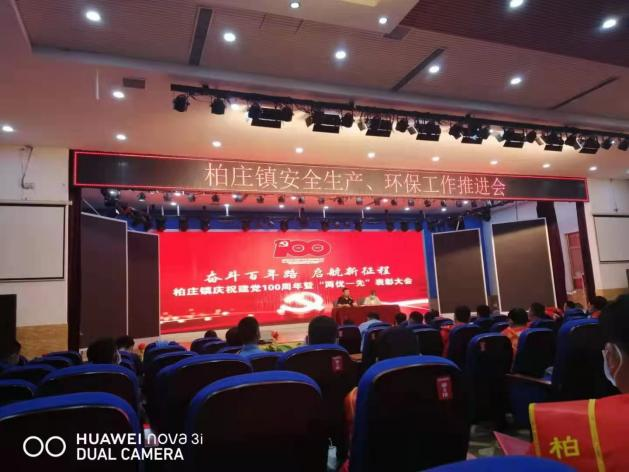 柏庄镇安全生产、环保工作推进会
100
奋斗百年路 启航新征程
柏庄镇庆祝建党100周年暨“两优一先”表彰大会
柏
HUAWEI nova 3i
DUAL CAMERA